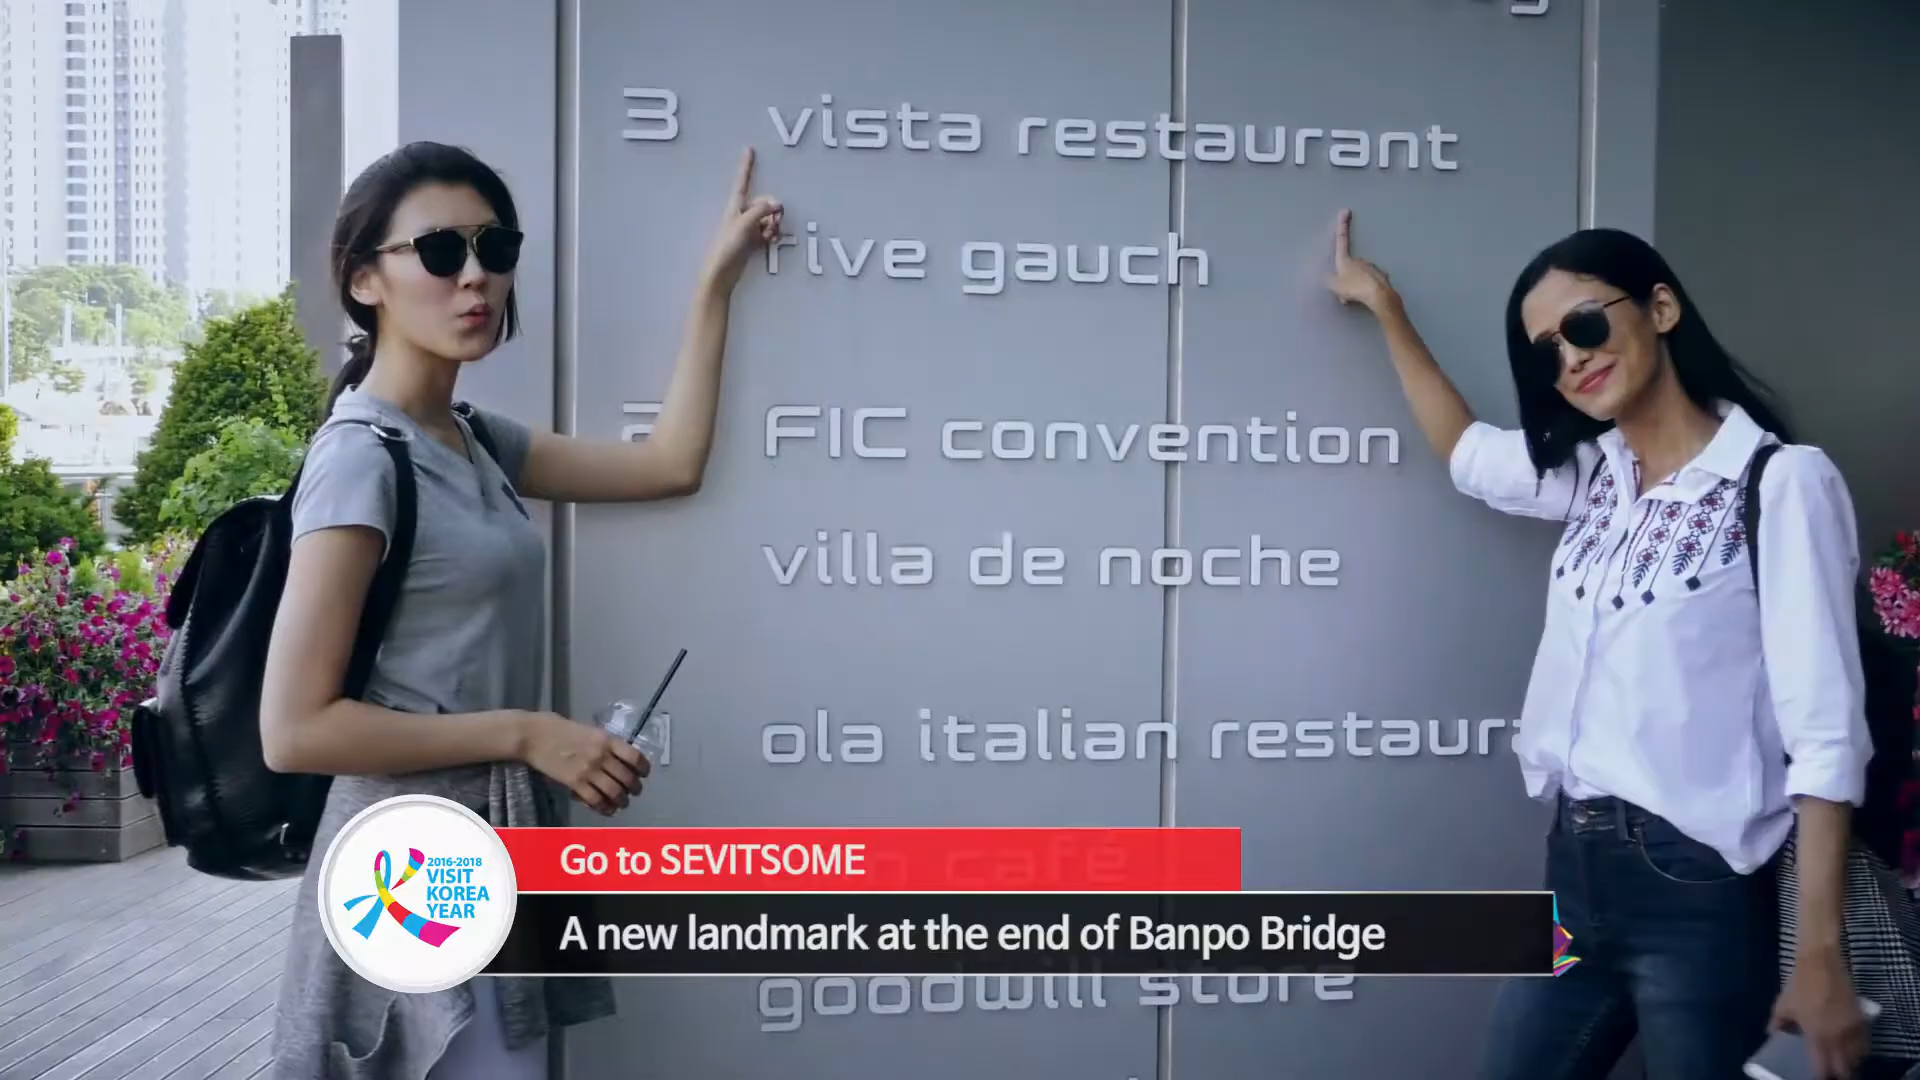 3 vista restaurant
rive gauch
FIC convention
villa de noche
ola italian restaura
café
Go to SEVITSOME
2016-2018
VISIT
KOREA
YEAR
A new landmark at the end of Banpo Bridge
goodwill store